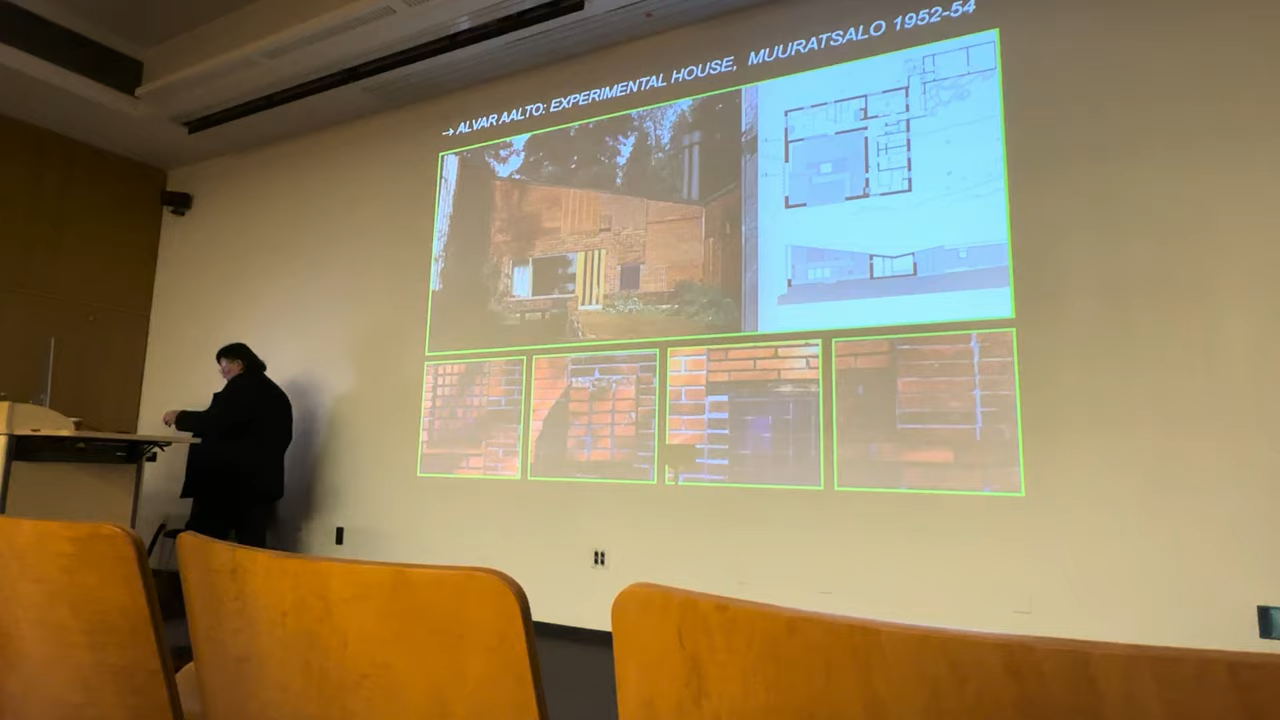 → ALVAR AALTO: EXPERIMENTAL HOUSE, MUURATSALO 1952-54